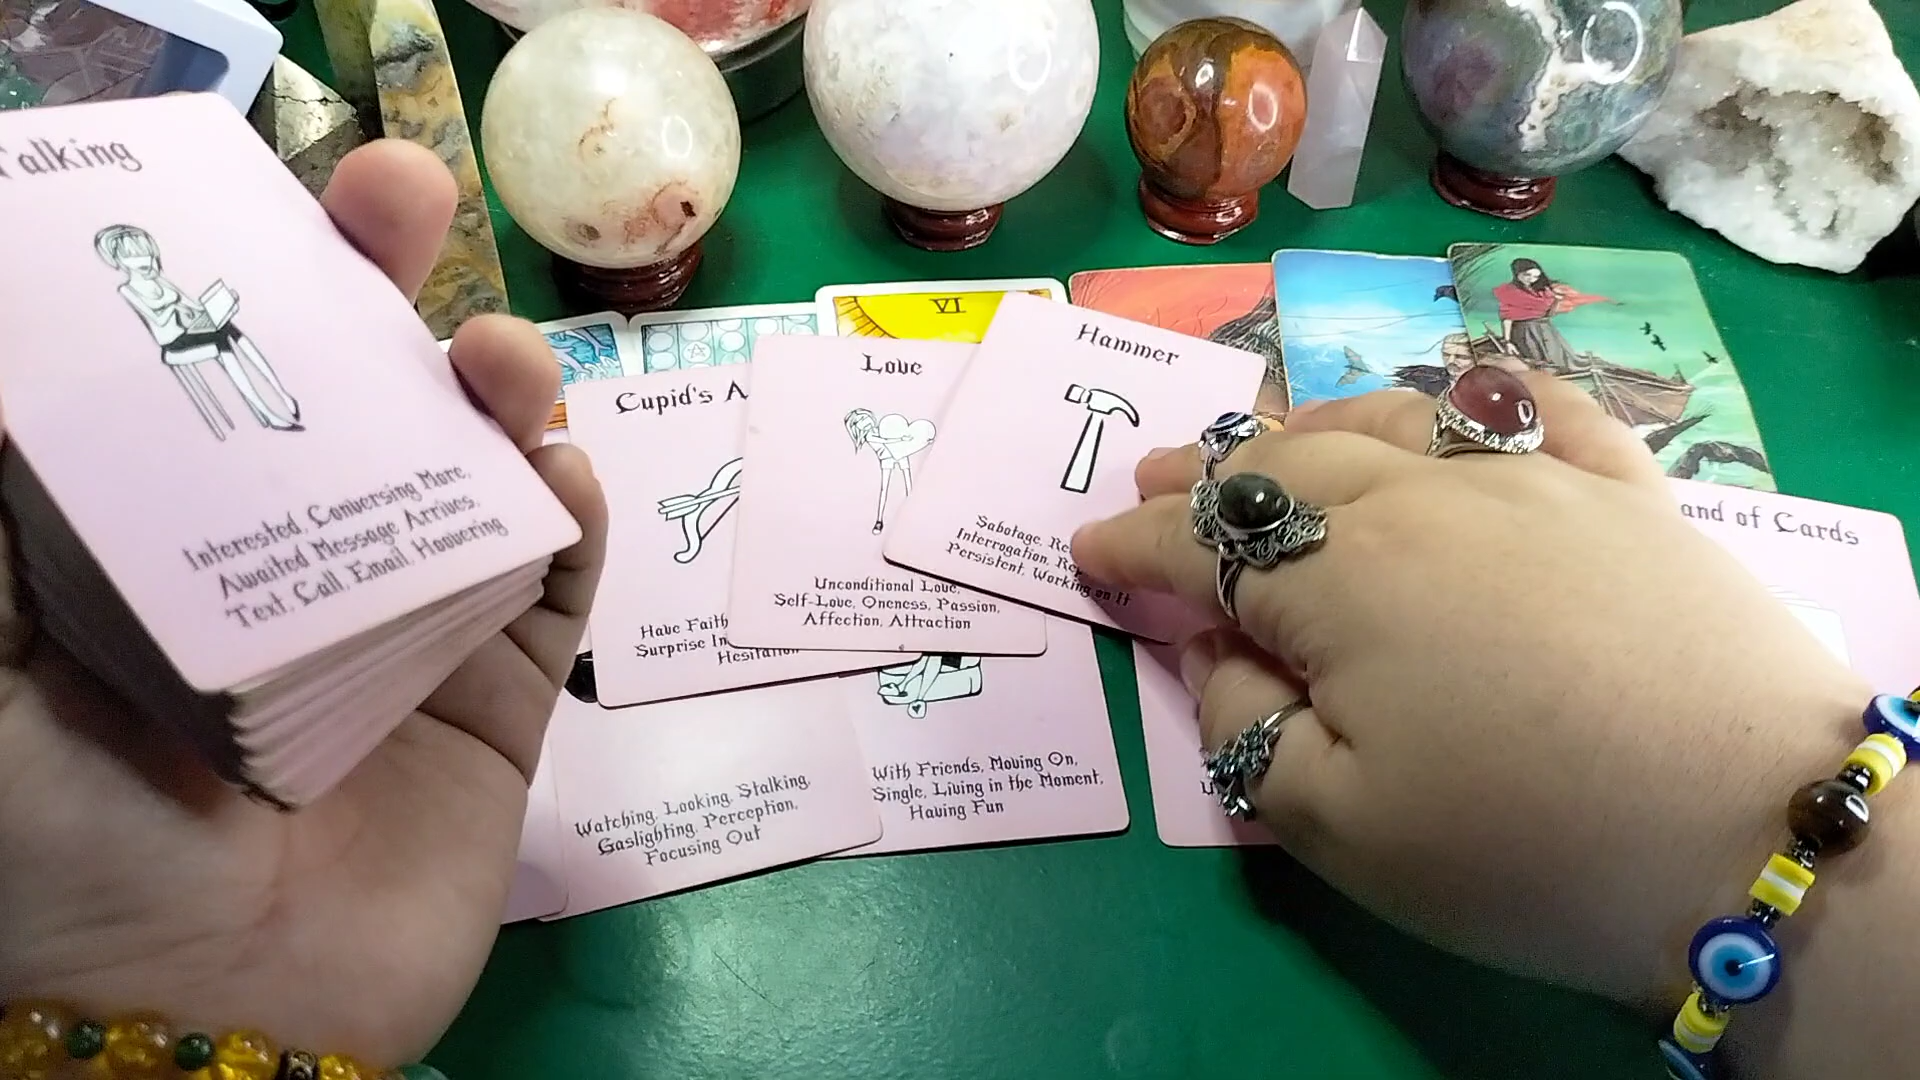 Talking
Interested, Conversing More,
Awaited Message Arrives,
Text, Call, Email, Hoovering
VI
Cupid's
Love
Unconditional Love,
Self-Love, Oneness, Passion,
Affection, Attraction
Hammer
Sabotage,
Interrogation,
Persistent, Working on It
Have Faith
Surprise
Hesitation
of Cards
Watching, Looking, Stalking,
Gaslighting, Perception,
Focusing Out
With Friends, Moving On,
Single, Living in the Moment,
Having Fun